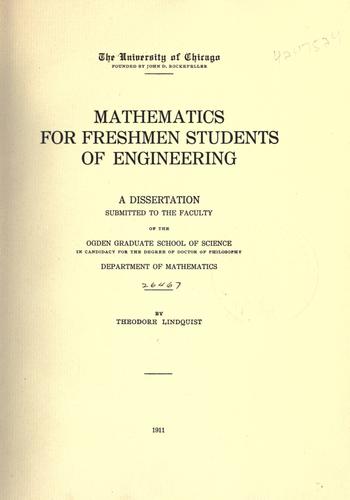 The University of Chicago
FOUNDED BY JOHN D. ROCKEFELLER
MATHEMATICS
FOR FRESHMEN STUDENTS
OF ENGINEERING
A DISSERTATION
SUBMITTED TO THE FACULTY
OF THE
OGDEN GRADUATE SCHOOL OF SCIENCE
IN CANDIDACY FOR THE DEGREE OF DOCTOR OF PHILOSOPHY
DEPARTMENT OF MATHEMATICS
26467
BY
THEODORE LINDQUIST
1911